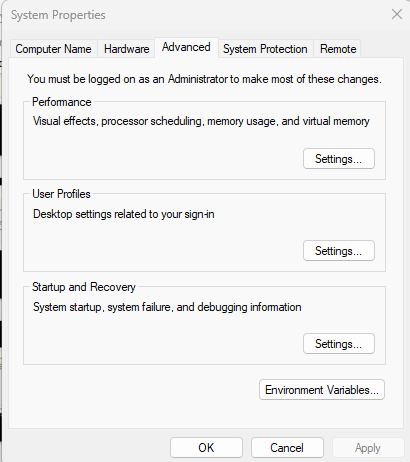 System Properties
Computer Name Hardware Advanced System Protection Remote
You must be logged on as an Administrator to make most of these changes.
Performance
Visual effects, processor scheduling, memory usage, and virtual memory
Settings...
User Profiles
Desktop settings related to your sign-in
Settings...
Startup and Recovery
System startup, system failure, and debugging information
Settings...
Environment Variables...
OK Cancel Apply